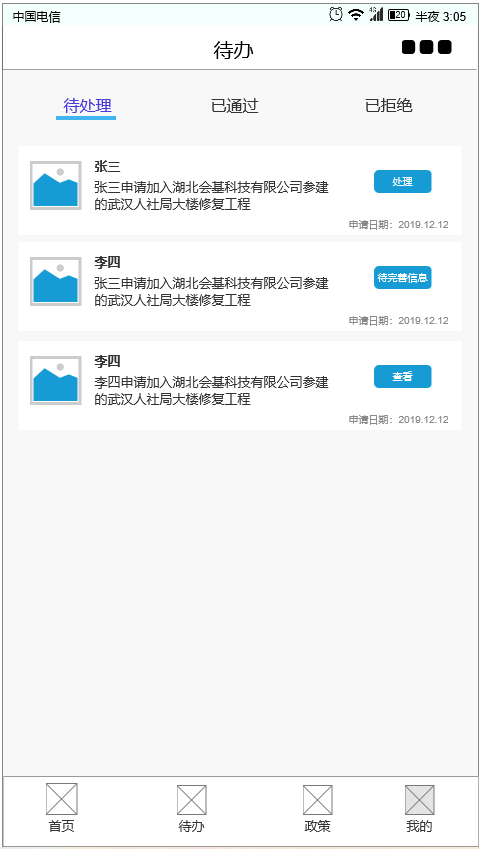 中国电信 4G 20 半夜 3:05
待办
待处理 已通过 已拒绝
张三
处理
张三申请加入湖北会基科技有限公司参建
的武汉人社局大楼修复工程
申请日期：2019.12.12
李四
待完善信息
张三申请加入湖北会基科技有限公司参建
的武汉人社局大楼修复工程
申请日期：2019.12.12
李四
查看
李四申请加入湖北会基科技有限公司参建
的武汉人社局大楼修复工程
申请日期：2019.12.12
首页 待办 政策 我的